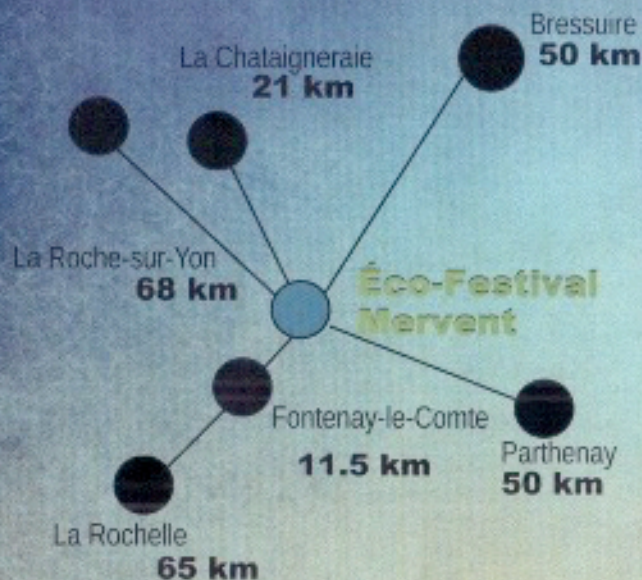 Bressuire
50 km
La Chataigneraie
21 km
La Roche-sur-Yon
68 km
Éco-Festival
Mervent
Fontenay-le-Comte
11.5 km
Parthenay
50 km
La Rochelle
65 km